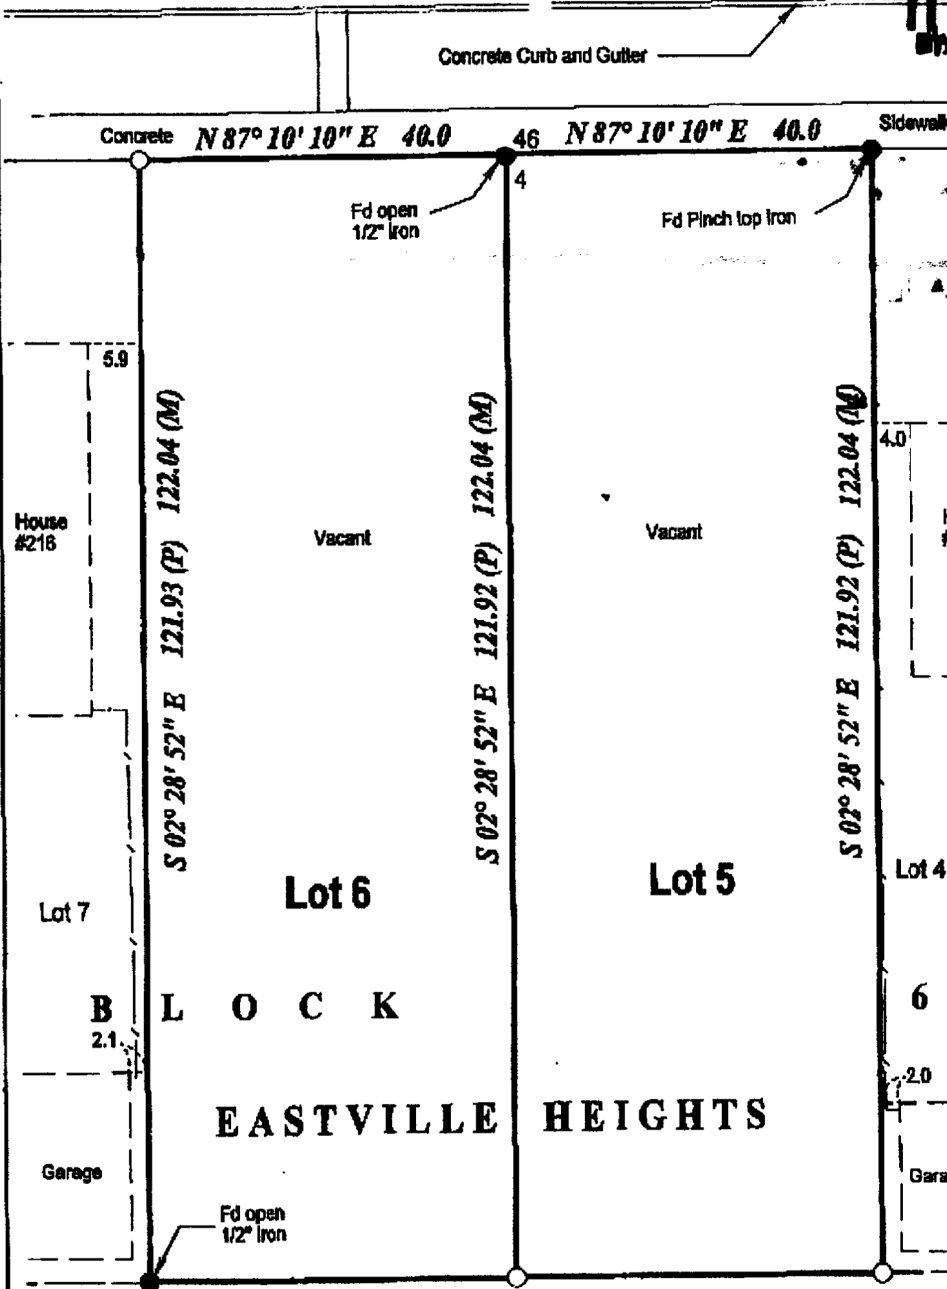 Concrete Curb and Gutter
Concrete N 87° 10' 10" E 40.0 46 N 87° 10' 10" E 40.0 Sidewalk
4
Fd open
1/2" Iron
Fd Pinch top Iron
5.9
4.0
S 02° 28' 52" E 121.93 (P) 122.04 (M)
S 02° 28' 52" E 121.92 (P) 122.04 (M)
S 02° 28' 52" E 121.92 (P) 122.04 (M)
House
#216
Vacant
Vacant
Lot 7
Lot 6
Lot 5
Lot 4
BLOCK 6
2.1
2.0
EASTVILLE HEIGHTS
Garage
Gara
Fd open
1/2" Iron